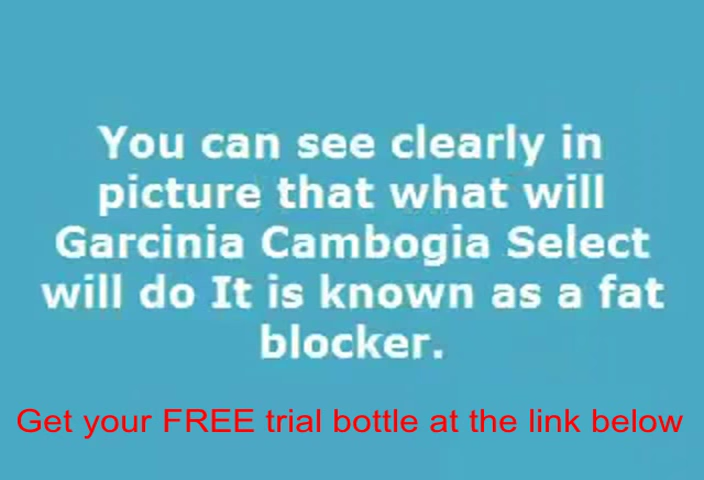 You can see clearly in
picture that what will
Garcinia Cambogia Select
will do It is known as a fat
blocker.
Get your FREE trial bottle at the link below